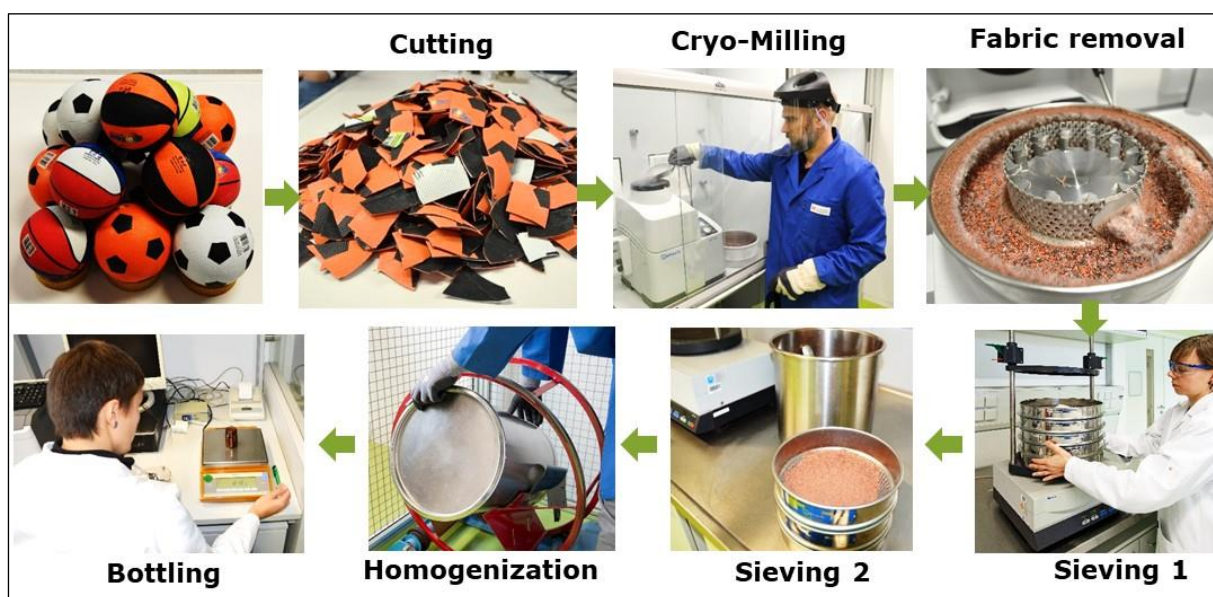 Cutting
Cryo-Milling
Fabric removal
Sieving 1
Sieving 2
Homogenization
Bottling